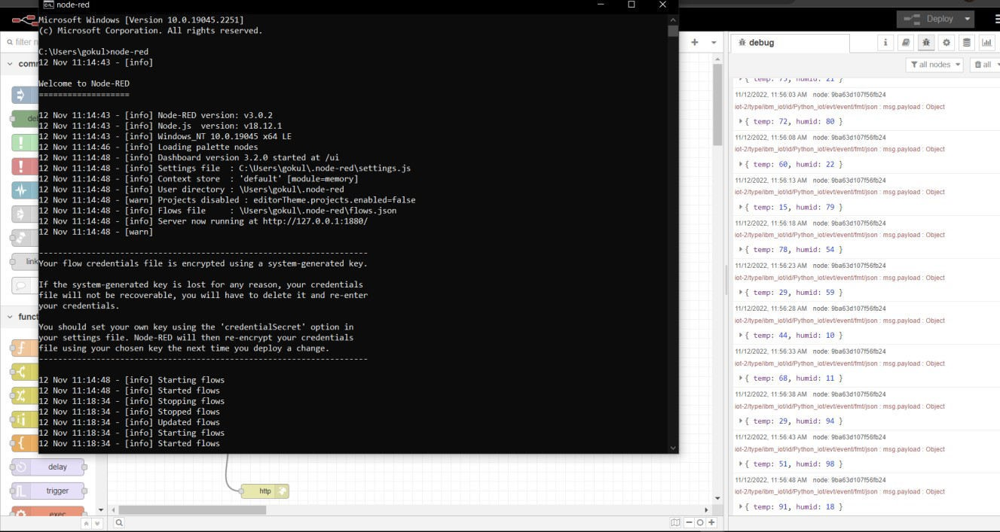 node-red
Microsoft Windows [Version 10.0.19045.2251]
(c) Microsoft Corporation. All rights reserved.
C:\Users\gokul>node-red
12 Nov 11:14:43 - [info]
Welcome to Node-RED
===================
12 Nov 11:14:43 - [info] Node-RED version: v3.0.2
12 Nov 11:14:43 - [info] Node.js  version: v18.12.1
12 Nov 11:14:43 - [info] Windows_NT 10.0.19045 x64 LE
12 Nov 11:14:46 - [info] Loading palette nodes
12 Nov 11:14:48 - [info] Dashboard version 3.2.0 started at /ui
12 Nov 11:14:48 - [info] Settings file  : C:\Users\gokul\.node-red\settings.js
12 Nov 11:14:48 - [info] Context store  : 'default' [module=memory]
12 Nov 11:14:48 - [info] User directory : \Users\gokul\.node-red
12 Nov 11:14:48 - [warn] Projects disabled : editorTheme.projects.enabled=false
12 Nov 11:14:48 - [info] Flows file     : \Users\gokul\.node-red\flows.json
12 Nov 11:14:48 - [info] Server now running at http://127.0.0.1:1880/
12 Nov 11:14:48 - [warn]
---------------------------------------------------------------------
Your flow credentials file is encrypted using a system-generated key.
If the system-generated key is lost for any reason, your credentials
file will not be recoverable, you will have to delete it and re-enter
your credentials.
You should set your own key using the 'credentialSecret' option in
your settings file. Node-RED will then re-encrypt your credentials
file using your chosen key the next time you deploy a change.
---------------------------------------------------------------------
12 Nov 11:14:48 - [info] Starting flows
12 Nov 11:14:48 - [info] Started flows
12 Nov 11:18:34 - [info] Stopping flows
12 Nov 11:18:34 - [info] Stopped flows
12 Nov 11:18:34 - [info] Updated flows
12 Nov 11:18:34 - [info] Starting flows
12 Nov 11:18:34 - [info] Started flows
filter
com
de
link
funct
delay
trigger
exec
http
Deploy
debug
i
all nodes
all
{ temp: 75, humid: 21 }
11/12/2022, 11:56:03 AM node: 9ba63d107f56fb24
iot-2/type/ibm_iot/id/Python_iot/evt/event/fmt/json : msg.payload : Object
{ temp: 72, humid: 80 }
11/12/2022, 11:56:08 AM node: 9ba63d107f56fb24
iot-2/type/ibm_iot/id/Python_iot/evt/event/fmt/json : msg.payload : Object
{ temp: 60, humid: 22 }
11/12/2022, 11:56:13 AM node: 9ba63d107f56fb24
iot-2/type/ibm_iot/id/Python_iot/evt/event/fmt/json : msg.payload : Object
{ temp: 15, humid: 79 }
11/12/2022, 11:56:18 AM node: 9ba63d107f56fb24
iot-2/type/ibm_iot/id/Python_iot/evt/event/fmt/json : msg.payload : Object
{ temp: 78, humid: 54 }
11/12/2022, 11:56:23 AM node: 9ba63d107f56fb24
iot-2/type/ibm_iot/id/Python_iot/evt/event/fmt/json : msg.payload : Object
{ temp: 29, humid: 59 }
11/12/2022, 11:56:28 AM node: 9ba63d107f56fb24
iot-2/type/ibm_iot/id/Python_iot/evt/event/fmt/json : msg.payload : Object
{ temp: 44, humid: 10 }
11/12/2022, 11:56:33 AM node: 9ba63d107f56fb24
iot-2/type/ibm_iot/id/Python_iot/evt/event/fmt/json : msg.payload : Object
{ temp: 68, humid: 11 }
11/12/2022, 11:56:38 AM node: 9ba63d107f56fb24
iot-2/type/ibm_iot/id/Python_iot/evt/event/fmt/json : msg.payload : Object
{ temp: 29, humid: 94 }
11/12/2022, 11:56:43 AM node: 9ba63d107f56fb24
iot-2/type/ibm_iot/id/Python_iot/evt/event/fmt/json : msg.payload : Object
{ temp: 51, humid: 98 }
11/12/2022, 11:56:48 AM node: 9ba63d107f56fb24
iot-2/type/ibm_iot/id/Python_iot/evt/event/fmt/json : msg.payload : Object
{ temp: 91, humid: 18 }